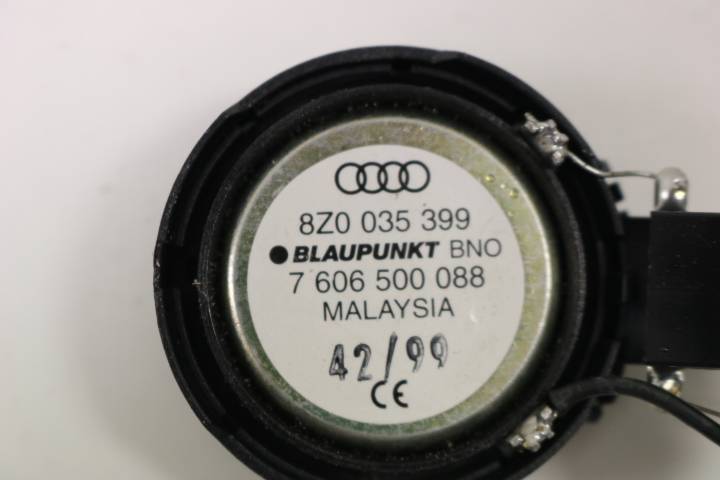 8Z0 035 399
BLAUPUNKT BNO
7 606 500 088
MALAYSIA
42/99
CE